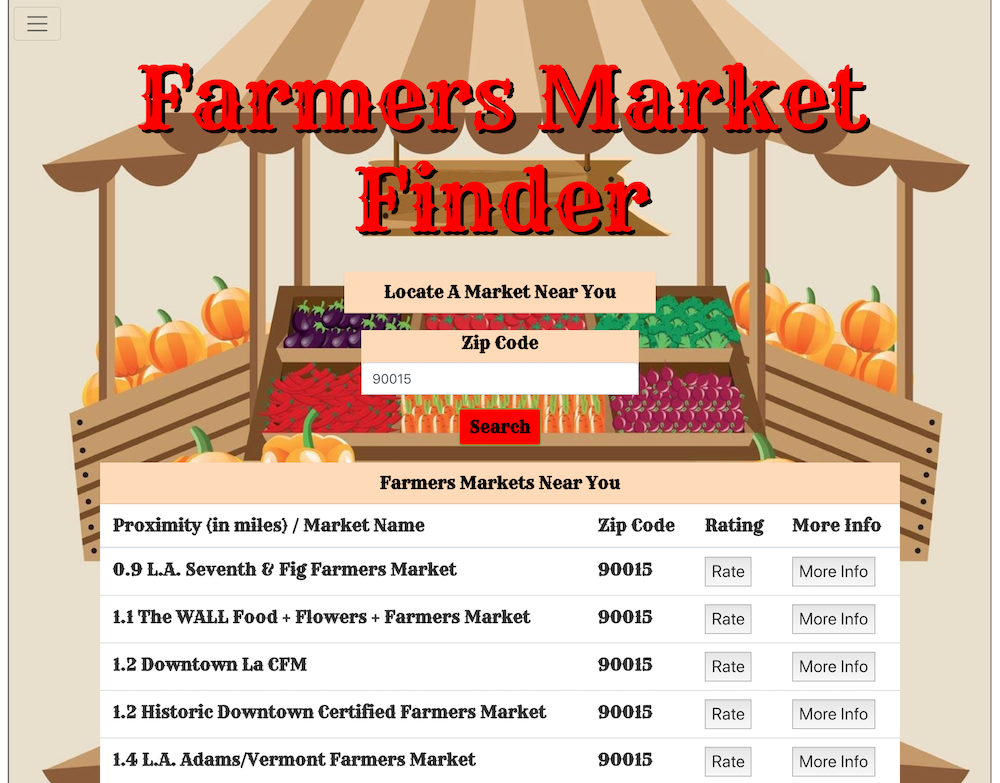 Farmers Market
Finder
Locate A Market Near You
Zip Code
90015
Search
Farmers Markets Near You
Proximity (in miles) / Market Name Zip Code Rating More Info
0.9 L.A. Seventh & Fig Farmers Market 90015 Rate More Info
1.1 The WALL Food + Flowers + Farmers Market 90015 Rate More Info
1.2 Downtown La CFM 90015 Rate More Info
1.2 Historic Downtown Certified Farmers Market 90015 Rate More Info
1.4 L.A. Adams/Vermont Farmers Market 90015 Rate More Info